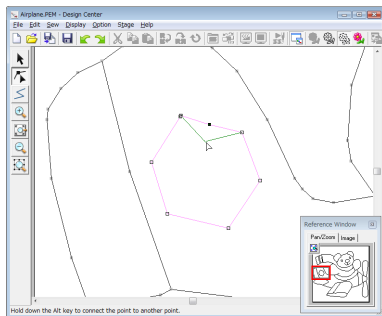 Airplane.PEM - Design Center
File Edit Sew Display Option Stage Help
Reference Window
Pan/Zoom Image
Hold down the Alt key to connect the point to another point.